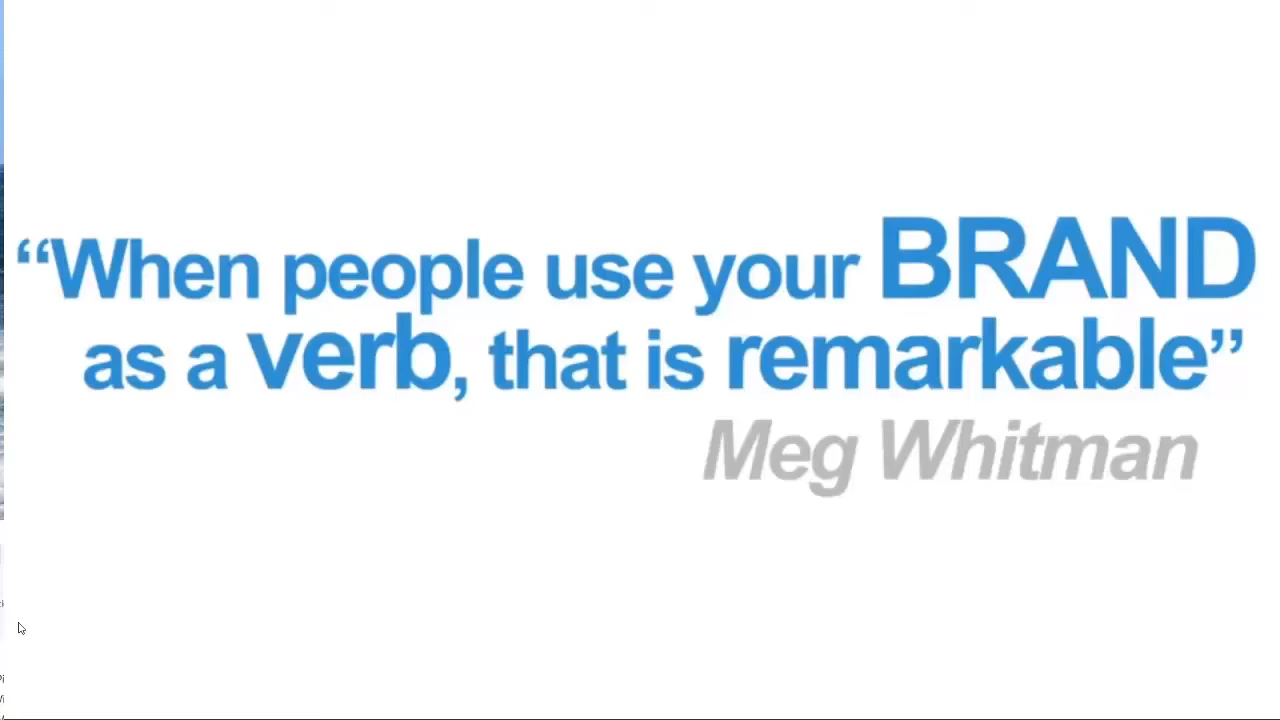 “When people use your BRAND
as a verb, that is remarkable”
Meg Whitman